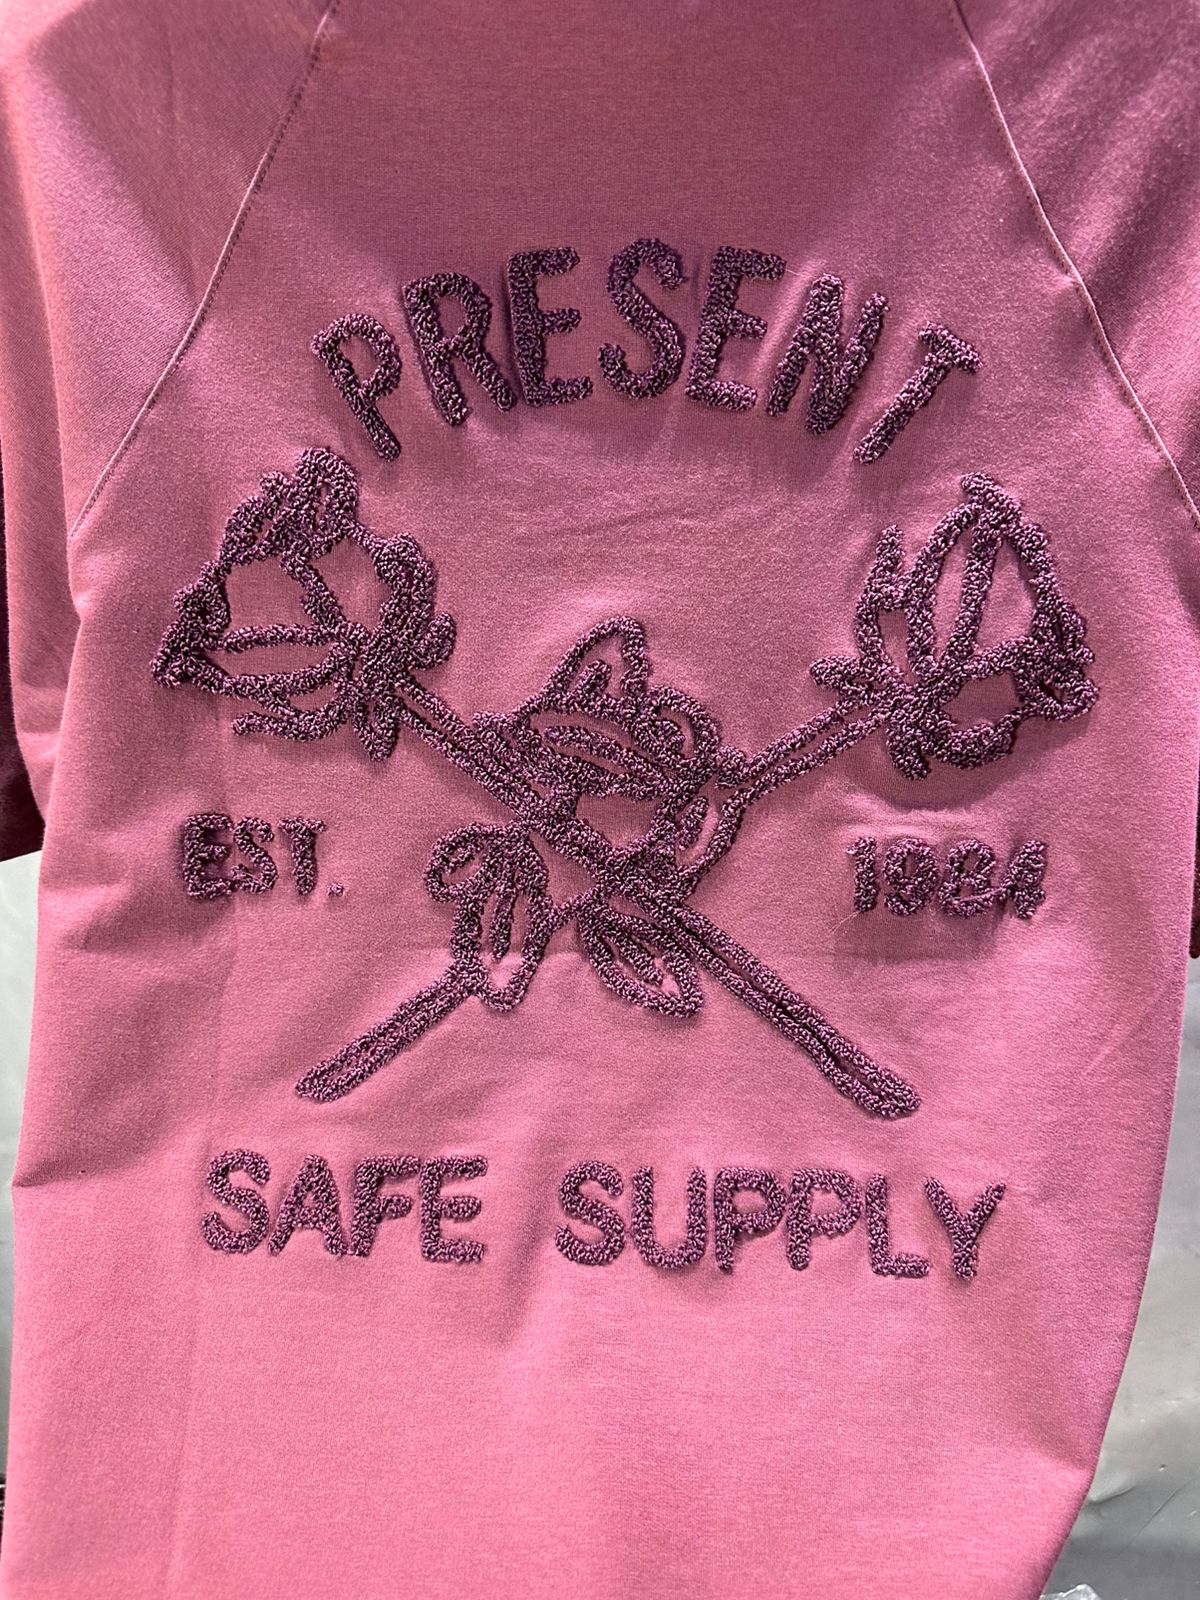 PRESENT
EST. 1984
SAFE SUPPLY